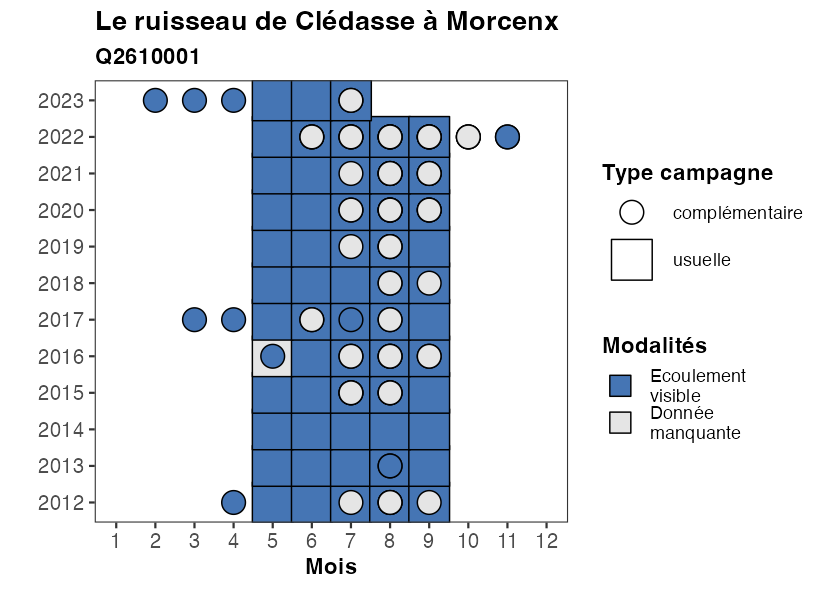 Le ruisseau de Clédasse à Morcenx
Q2610001
2023
2022
2021
2020
2019
2018
2017
2016
2015
2014
2013
2012
1 2 3 4 5 6 7 8 9 10 11 12
Mois
Type campagne
complémentaire
usuelle
Modalités
Ecoulement
visible
Donnée
manquante